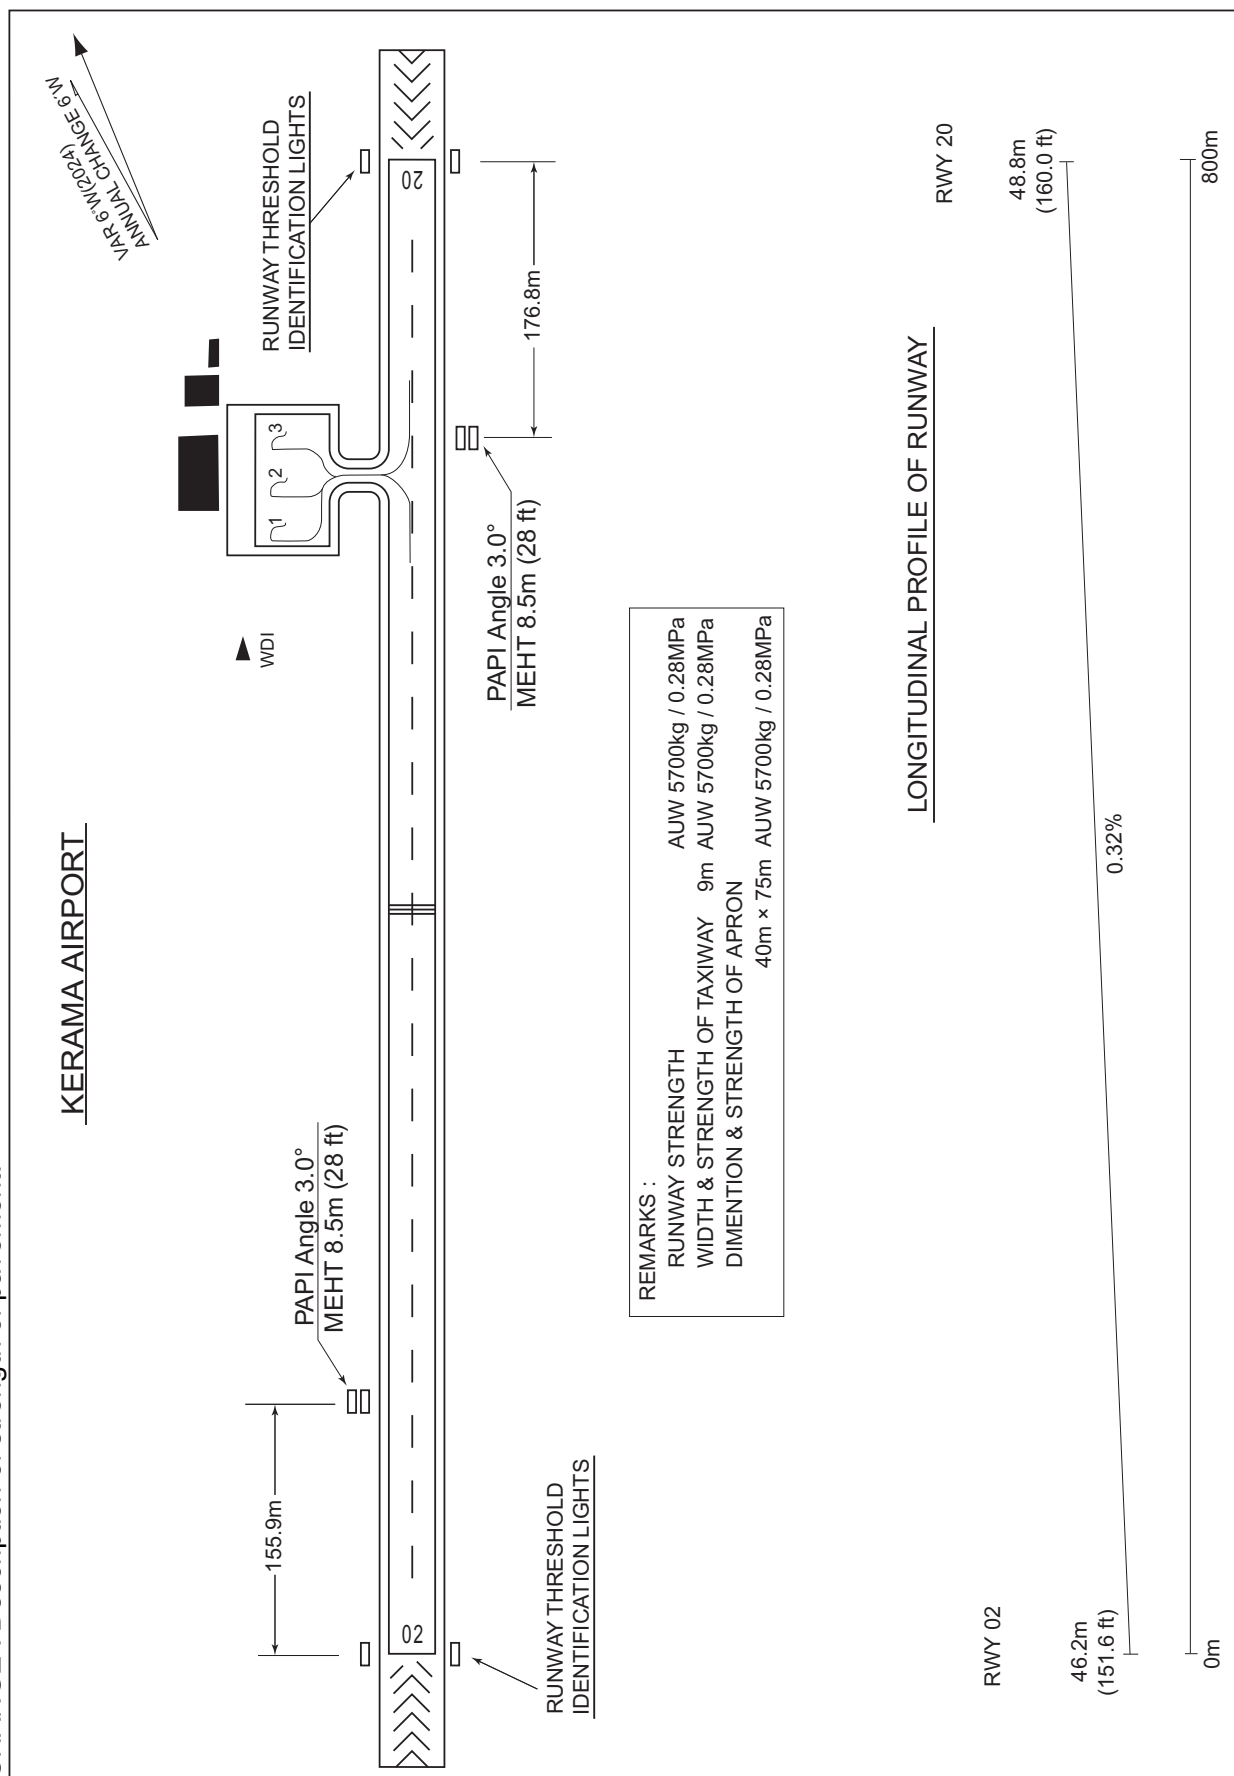 KERAMA AIRPORT
VAR 6°W(2024)
ANNUAL CHANGE 6'W
RUNWAY THRESHOLD
IDENTIFICATION LIGHTS
1
2
3
WDI
PAPI Angle 3.0°
MEHT 8.5m (28 ft)
155.9m
02
20
176.8m
PAPI Angle 3.0°
MEHT 8.5m (28 ft)
RUNWAY THRESHOLD
IDENTIFICATION LIGHTS
REMARKS :
RUNWAY STRENGTH AUW 5700kg / 0.28MPa
WIDTH & STRENGTH OF TAXIWAY 9m AUW 5700kg / 0.28MPa
DIMENTION & STRENGTH OF APRON
40m × 75m AUW 5700kg / 0.28MPa
LONGITUDINAL PROFILE OF RUNWAY
RWY 02
RWY 20
46.2m
(151.6 ft)
48.8m
(160.0 ft)
0.32%
0m
800m